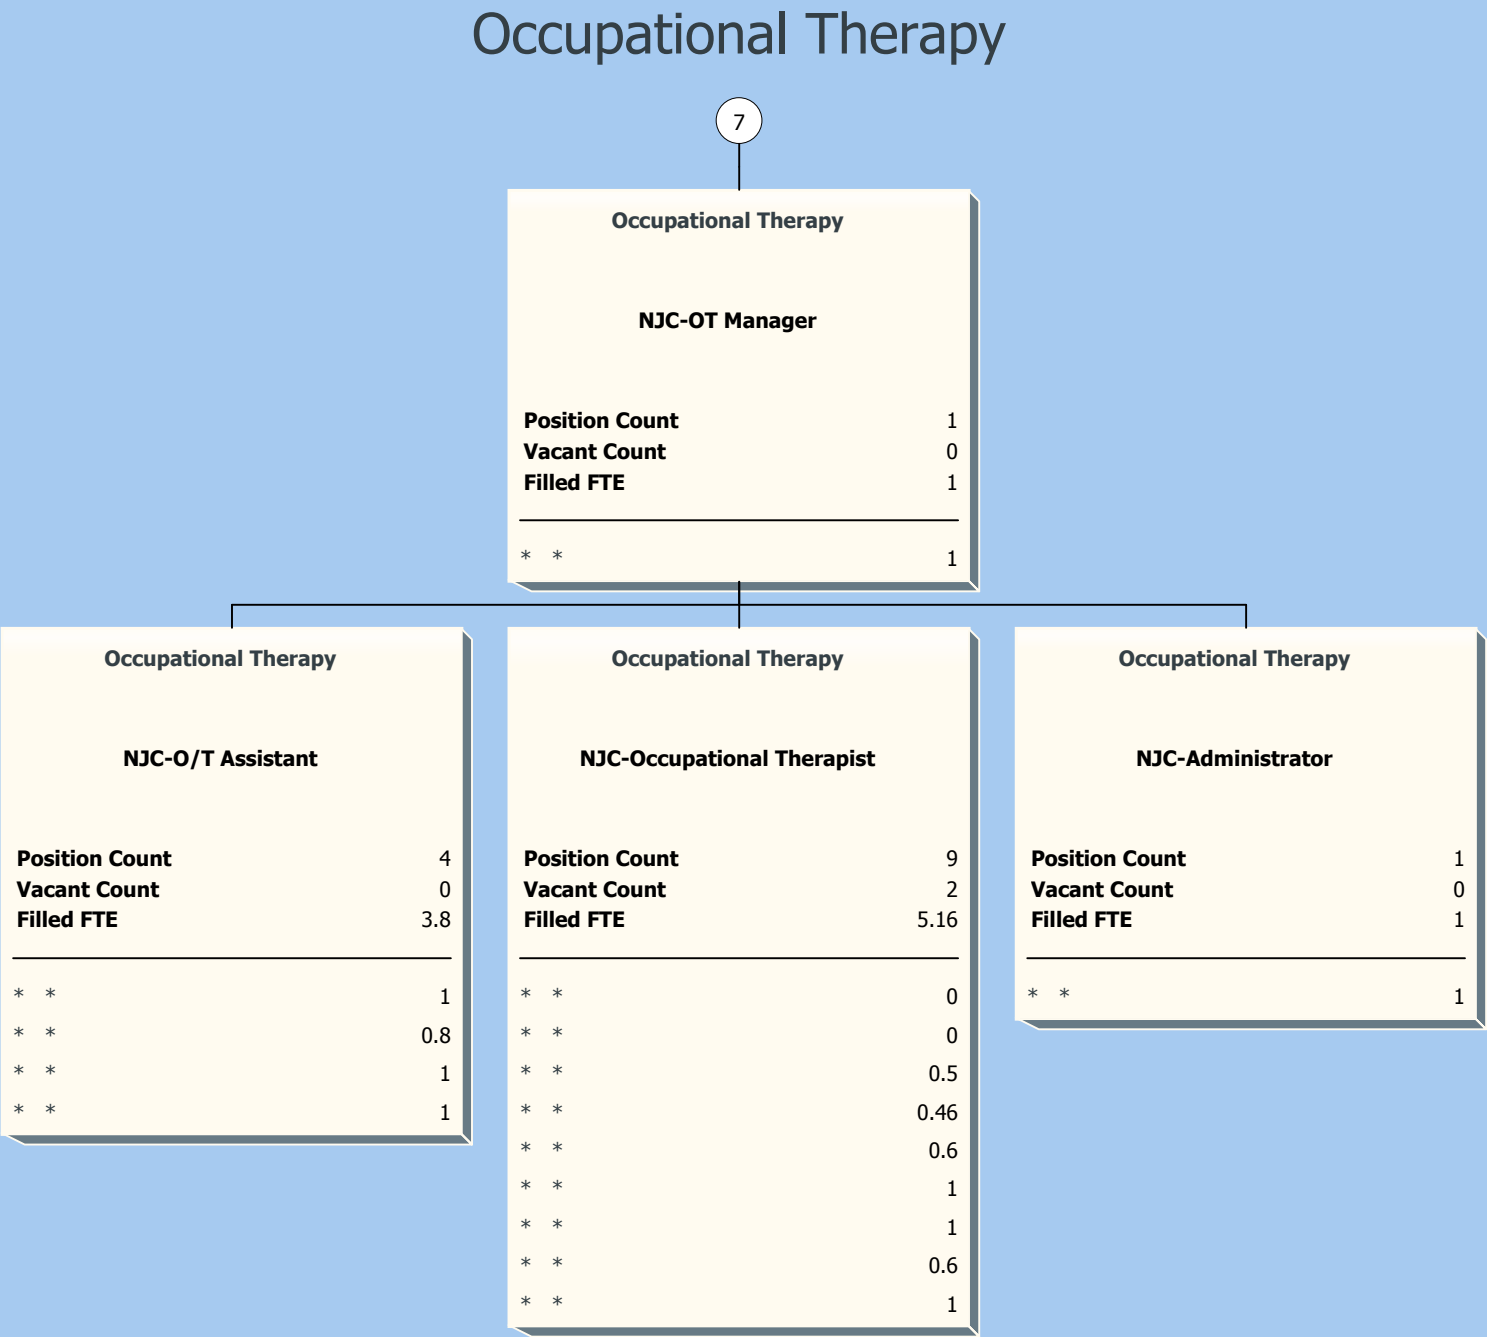 Occupational Therapy
7
Occupational Therapy
NJC-OT Manager
Position Count 1
Vacant Count 0
Filled FTE 1
* * 1
Occupational Therapy
NJC-O/T Assistant
Position Count 4
Vacant Count 0
Filled FTE 3.8
* * 1
* * 0.8
* * 1
* * 1
Occupational Therapy
NJC-Occupational Therapist
Position Count 9
Vacant Count 2
Filled FTE 5.16
* * 0
* * 0
* * 0.5
* * 0.46
* * 0.6
* * 1
* * 1
* * 0.6
* * 1
Occupational Therapy
NJC-Administrator
Position Count 1
Vacant Count 0
Filled FTE 1
* * 1